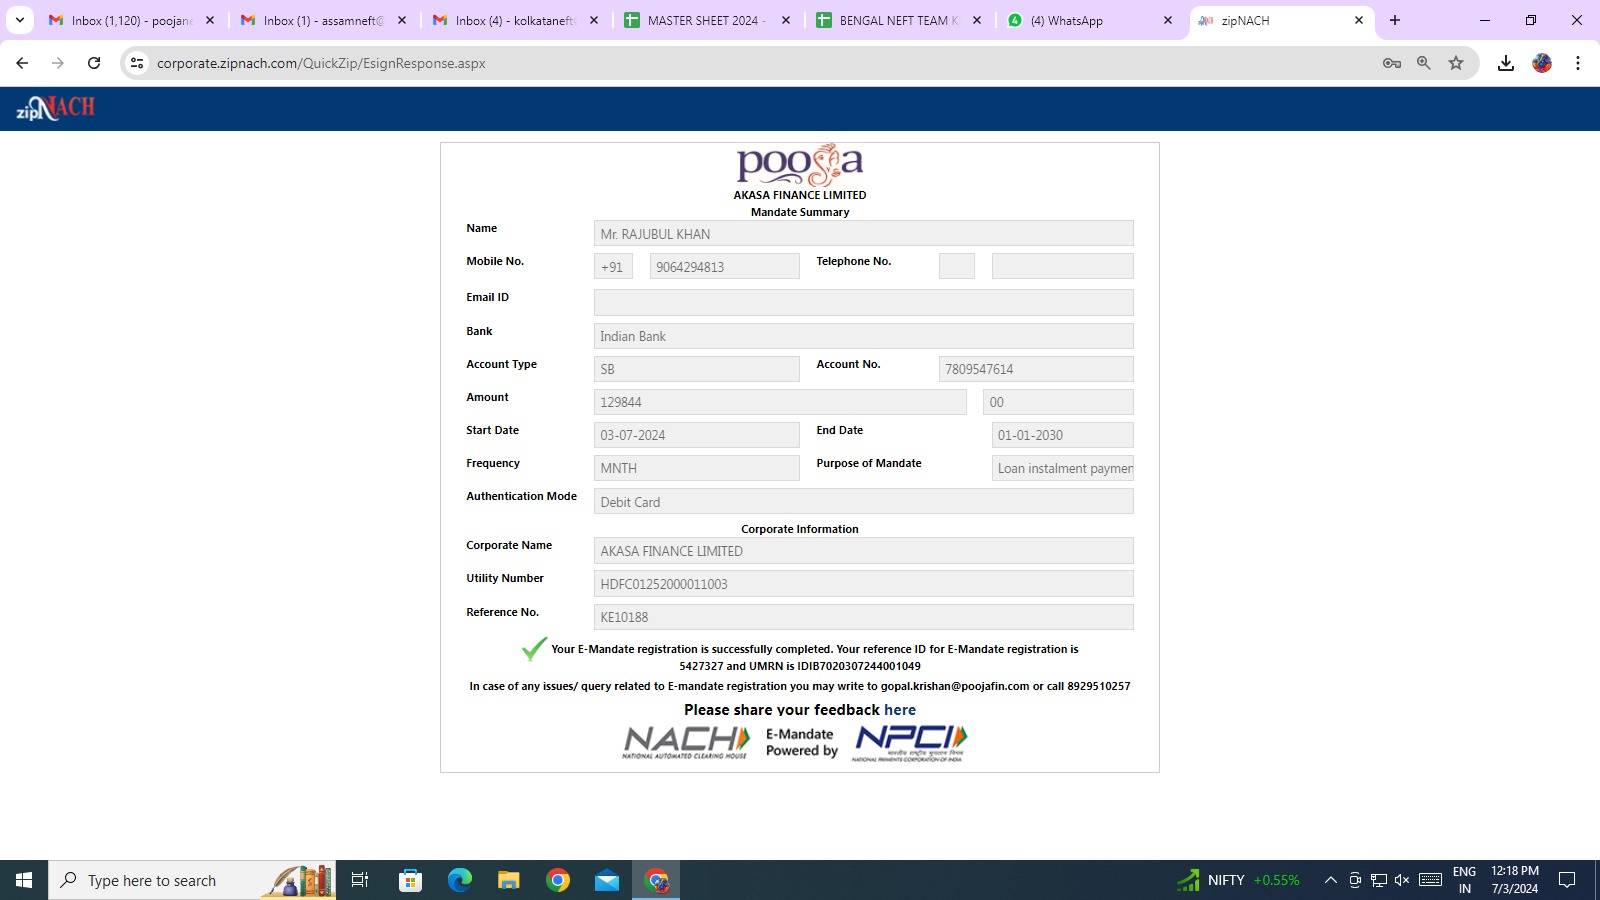 Inbox (1,120) - poojane
Inbox (1) - assamneft@
Inbox (4) - kolkataneft
MASTER SHEET 2024 -
BENGAL NEFT TEAM K
(4) WhatsApp
zipNACH
corporate.zipnach.com/QuickZip/EsignResponse.aspx
zipNACH
pooja
AKASA FINANCE LIMITED
Mandate Summary
Name Mr. RAJUBUL KHAN
Mobile No. +91 9064294813 Telephone No.
Email ID
Bank Indian Bank
Account Type SB Account No. 7809547614
Amount 129844 00
Start Date 03-07-2024 End Date 01-01-2030
Frequency MNTH Purpose of Mandate Loan instalment paymen
Authentication Mode Debit Card
Corporate Information
Corporate Name AKASA FINANCE LIMITED
Utility Number HDFC01252000011003
Reference No. KE10188
Your E-Mandate registration is successfully completed. Your reference ID for E-Mandate registration is
5427327 and UMRN is IDIB7020307244001049
In case of any issues/ query related to E-mandate registration you may write to gopal.krishan@poojafin.com or call 8929510257
Please share your feedback here
NACH
NATIONAL AUTOMATED CLEARING HOUSE
E-Mandate
Powered by
NPCI
भारतीय राष्ट्रीय भुगतान निगम
NATIONAL PAYMENTS CORPORATION OF INDIA
Type here to search
NIFTY +0.55%
ENG
IN
12:18 PM
7/3/2024